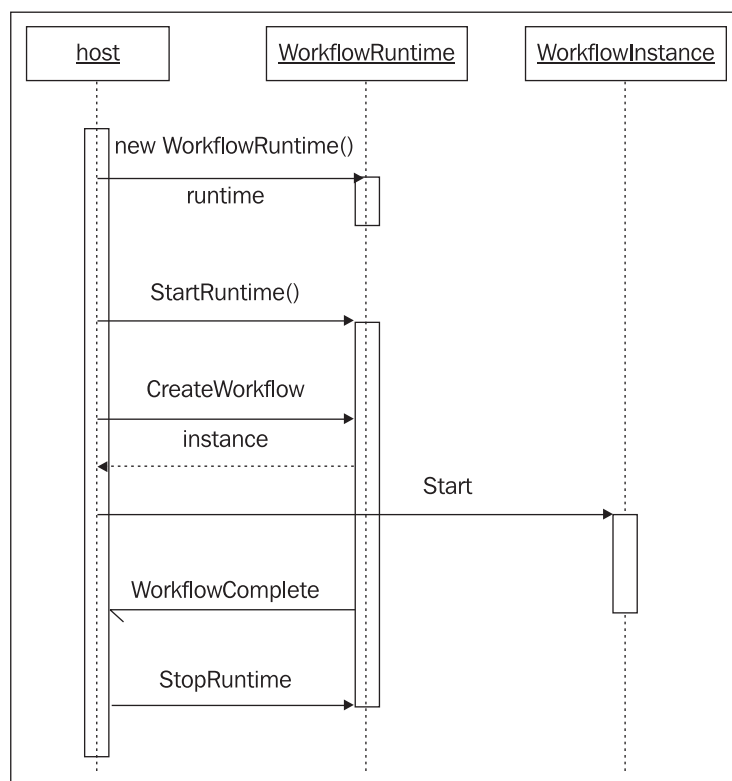 host
WorkflowRuntime
WorkflowInstance
new WorkflowRuntime()
runtime
StartRuntime()
CreateWorkflow
instance
Start
WorkflowComplete
StopRuntime